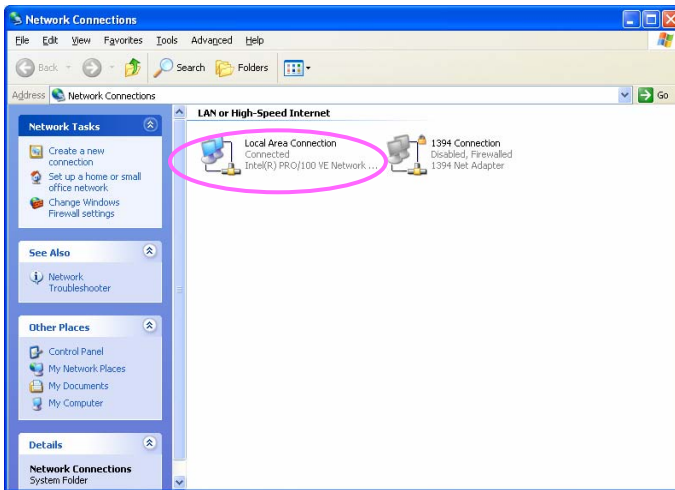 Network Connections
File Edit View Favorites Tools Advanced Help
Back Search Folders
Address Network Connections Go
Network Tasks
Create a new
connection
Set up a home or small
office network
Change Windows
Firewall settings
See Also
Network
Troubleshooter
Other Places
Control Panel
My Network Places
My Documents
My Computer
Details
Network Connections
System Folder
LAN or High-Speed Internet
Local Area Connection
Connected
Intel(R) PRO/100 VE Network ...
1394 Connection
Disabled, Firewalled
1394 Net Adapter